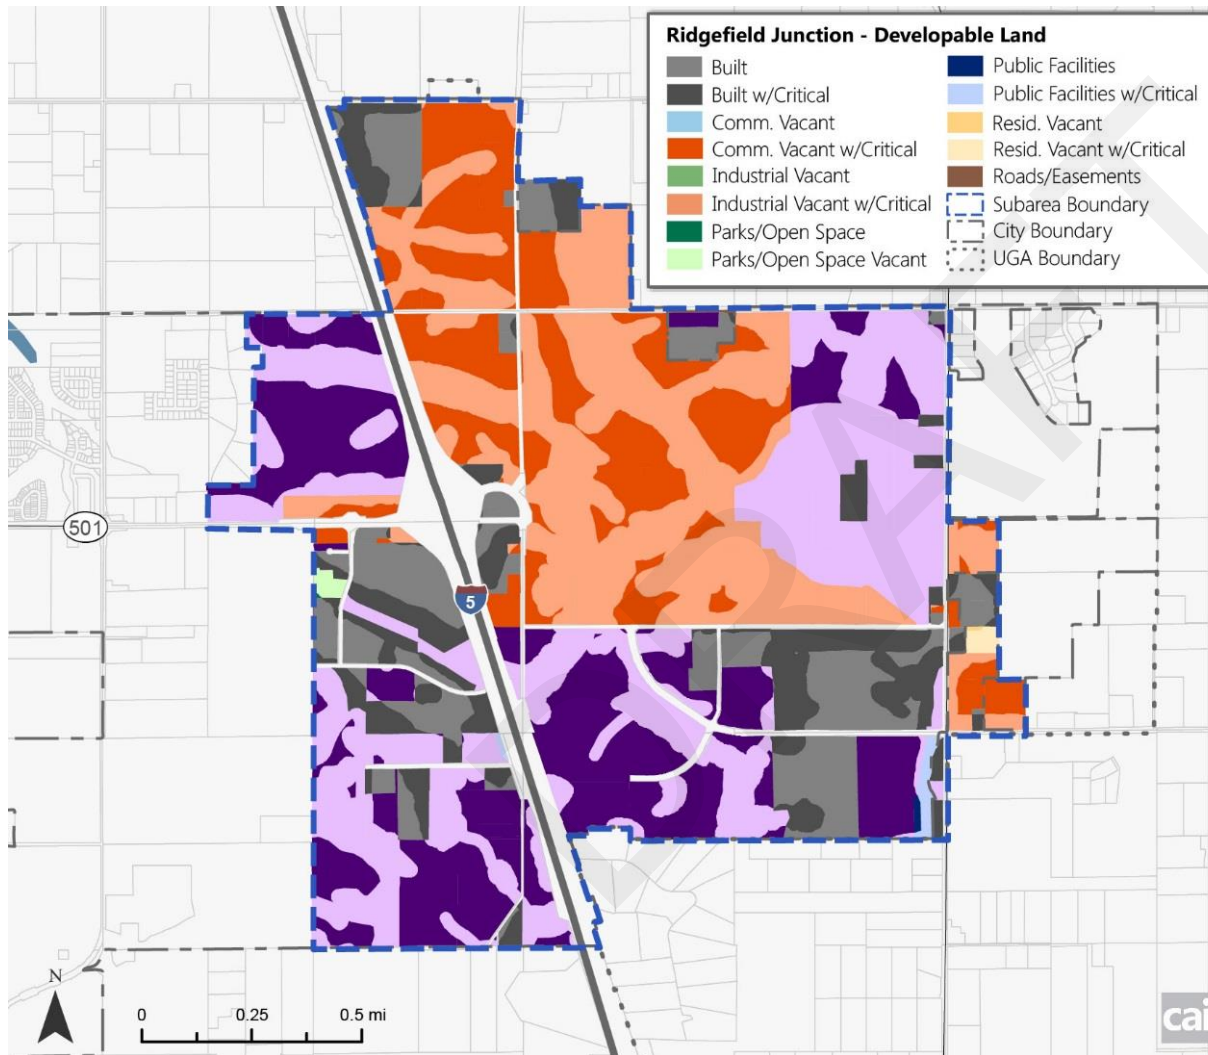 Ridgefield Junction - Developable Land
Built
Built w/Critical
Comm. Vacant
Comm. Vacant w/Critical
Industrial Vacant
Industrial Vacant w/Critical
Parks/Open Space
Parks/Open Space Vacant
Public Facilities
Public Facilities w/Critical
Resid. Vacant
Resid. Vacant w/Critical
Roads/Easements
Subarea Boundary
City Boundary
UGA Boundary
501
5
N
0 0.25 0.5 mi
cai
DRAFT